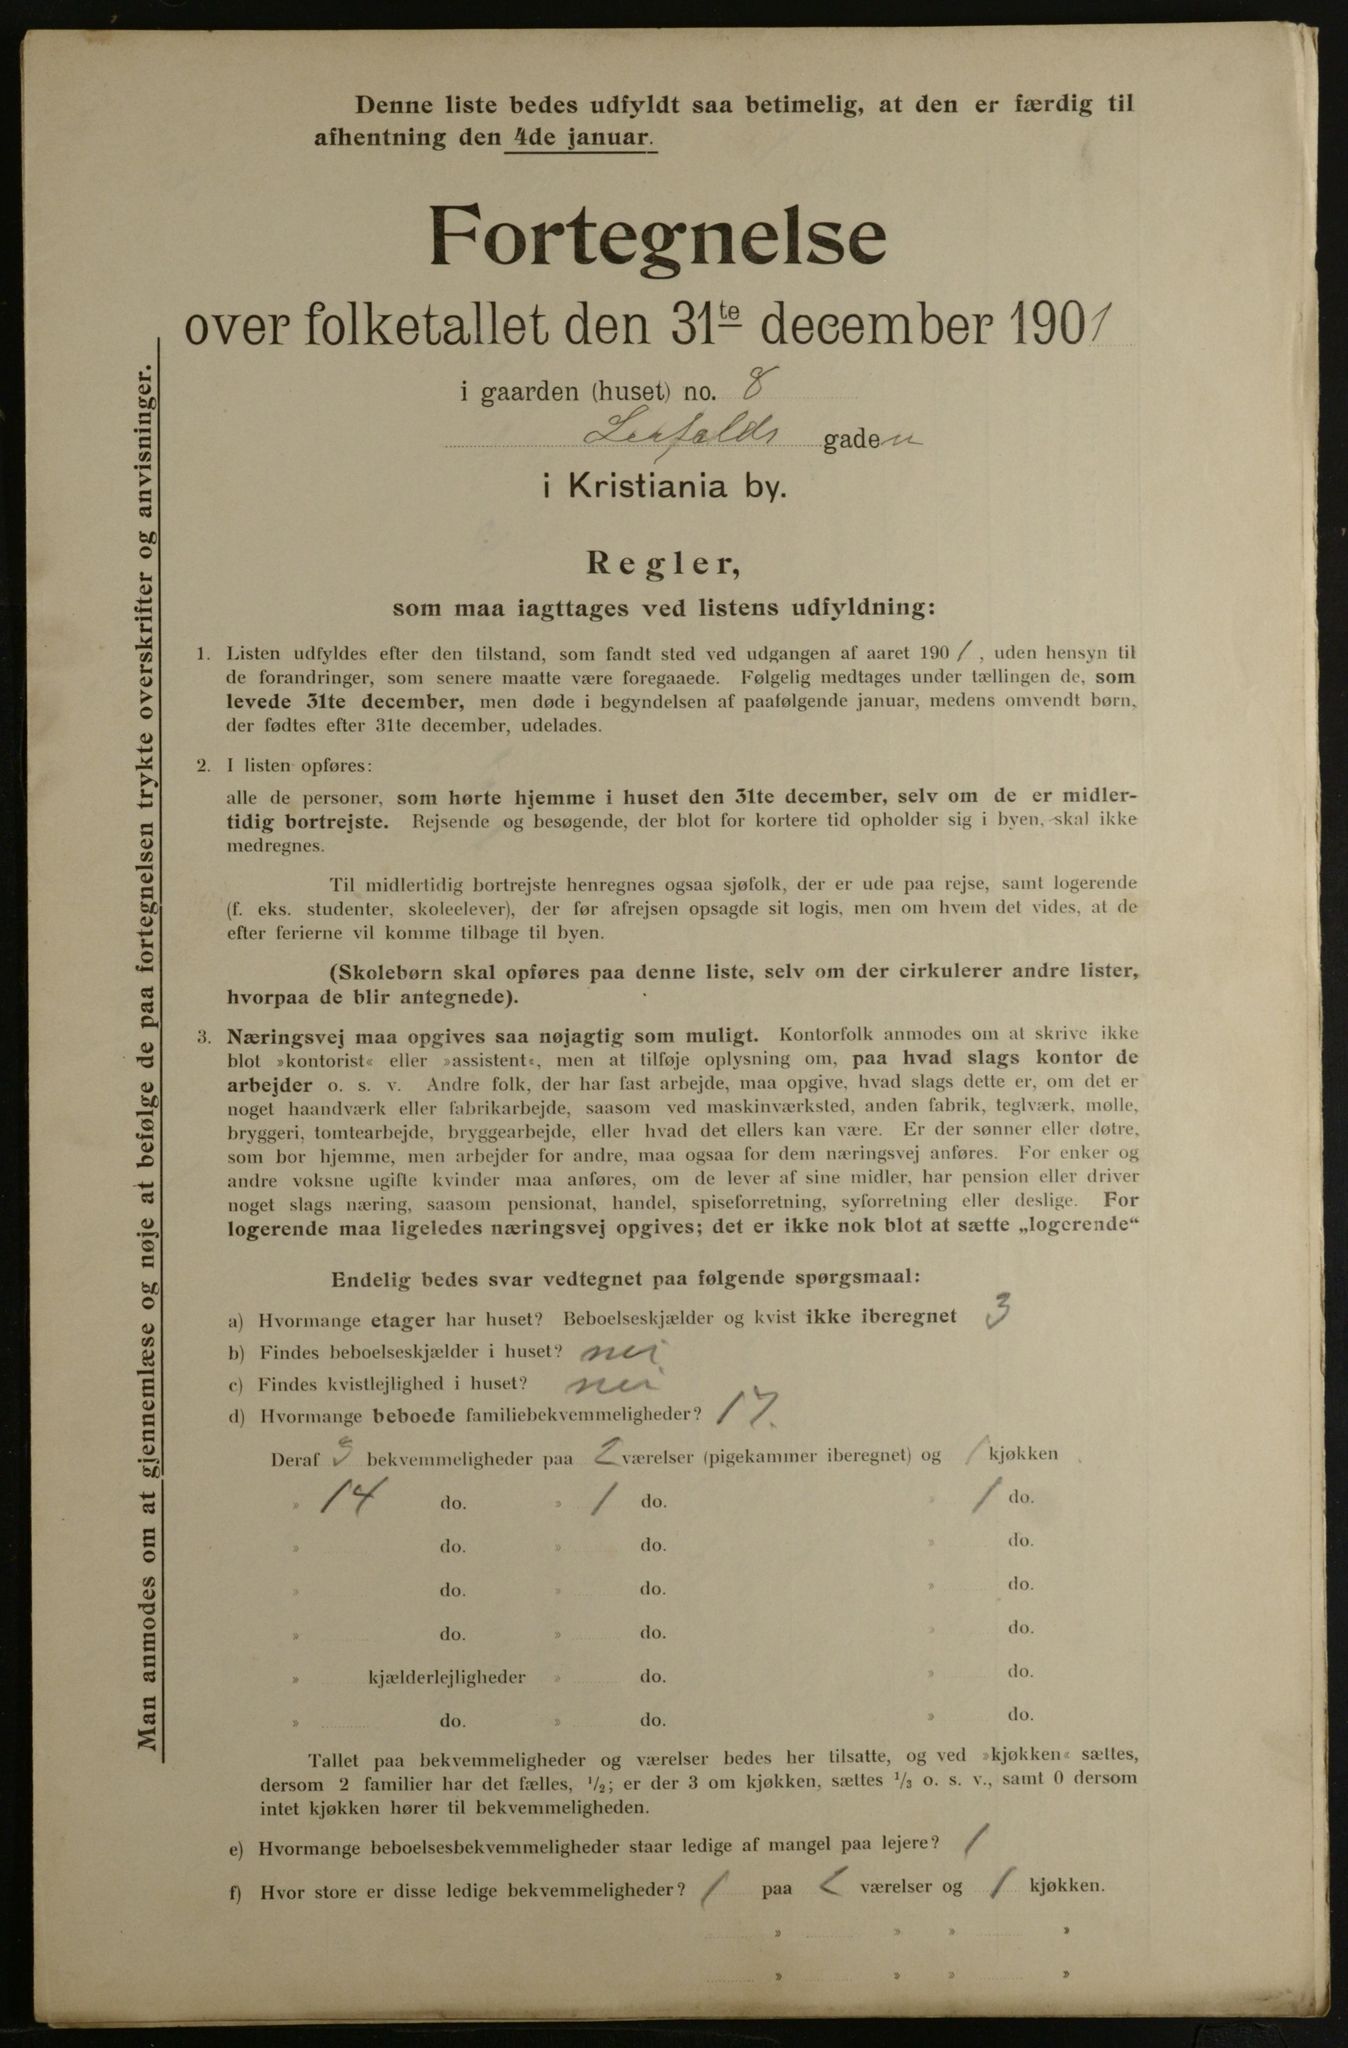 Denne liste bedes udfyldt saa betimelig, at den er færdig til
afhentning den 4de januar.
Fortegnelse
over folketallet den 31te december 1901
i gaarden (huset) no. 8
gaden
i Kristiania by.
Regler,
som maa iagttages ved listens udfyldning:
1. Listen udfyldes efter den tilstand, som fandt sted ved udgangen af aaret 1901, uden hensyn til
de forandringer, som senere maatte være foregaaede. Følgelig medtages under tællingen de, som
levede 31te december, men døde i begyndelsen af paafølgende januar, medens omvendt børn,
der fødtes efter 31te december, udelades.
2. I listen opføres:
alle de personer, som hørte hjemme i huset den 31te december, selv om de er midler-
tidig bortrejste. Rejsende og besøgende, der blot for kortere tid opholder sig i byen, skal ikke
medregnes.
Til midlertidig bortrejste henregnes ogsaa sjøfolk, der er ude paa rejse, samt logerende
(f. eks. studenter, skoleelever), der før afrejsen opsagde sit logis, men om hvem det vides, at de
efter ferierne vil komme tilbage til byen.
(Skolebørn skal opføres paa denne liste, selv om der cirkulerer andre lister,
hvorpaa de blir antegnede).
3. Næringsvej maa opgives saa nøjagtig som muligt. Kontorfolk anmodes om at skrive ikke
blot »kontorist« eller »assistent«, men at tilføje oplysning om, paa hvad slags kontor de
arbejder o. s. v. Andre folk, der har fast arbejde, maa opgive, hvad slags dette er, om det er
noget haandværk eller fabrikarbejde, saasom ved maskinværksted, anden fabrik, teglværk, mølle,
bryggeri, tomtearbejde, bryggearbejde, eller hvad det ellers kan være. Er der sønner eller døtre,
som bor hjemme, men arbejder for andre, maa ogsaa for dem næringsvej anføres. For enker og
andre voksne ugifte kvinder maa anføres, om de lever af sine midler, har pension eller driver
noget slags næring, saasom pensionat, handel, spiseforretning, syforretning eller deslige. For
logerende maa ligeledes næringsvej opgives; det er ikke nok blot at sætte „logerende“
Endelig bedes svar vedtegnet paa følgende spørgsmaal:
a) Hvormange etager har huset? Beboelseskjælder og kvist ikke iberegnet 3
b) Findes beboelseskjælder i huset? nei
c) Findes kvistlejlighed i huset? nei
d) Hvormange beboede familiebekvemmeligheder? 17.
Deraf 3 bekvemmeligheder paa 2 værelser (pigekammer iberegnet) og 1 kjøkken
» 14 do. » 1 do. » 1 do.
» do. » do. » do.
» do. » do. » do.
» do. » do. » do.
» kjælderlejligheder » do. » do.
» do. » do. » do.
Tallet paa bekvemmeligheder og værelser bedes her tilsatte, og ved »kjøkken« sættes,
dersom 2 familier har det fælles, 1/2; er der 3 om kjøkken, sættes 1/3 o. s. v., samt 0 dersom
intet kjøkken hører til bekvemmeligheden.
e) Hvormange beboelsesbekvemmeligheder staar ledige af mangel paa lejere? 1
f) Hvor store er disse ledige bekvemmeligheder? 1 paa 2 værelser og 1 kjøkken.
» » » »
» » » »
Man anmodes om at gjennemlæse og nøje at befølge de paa fortegnelsen trykte overskrifter og anvisninger.